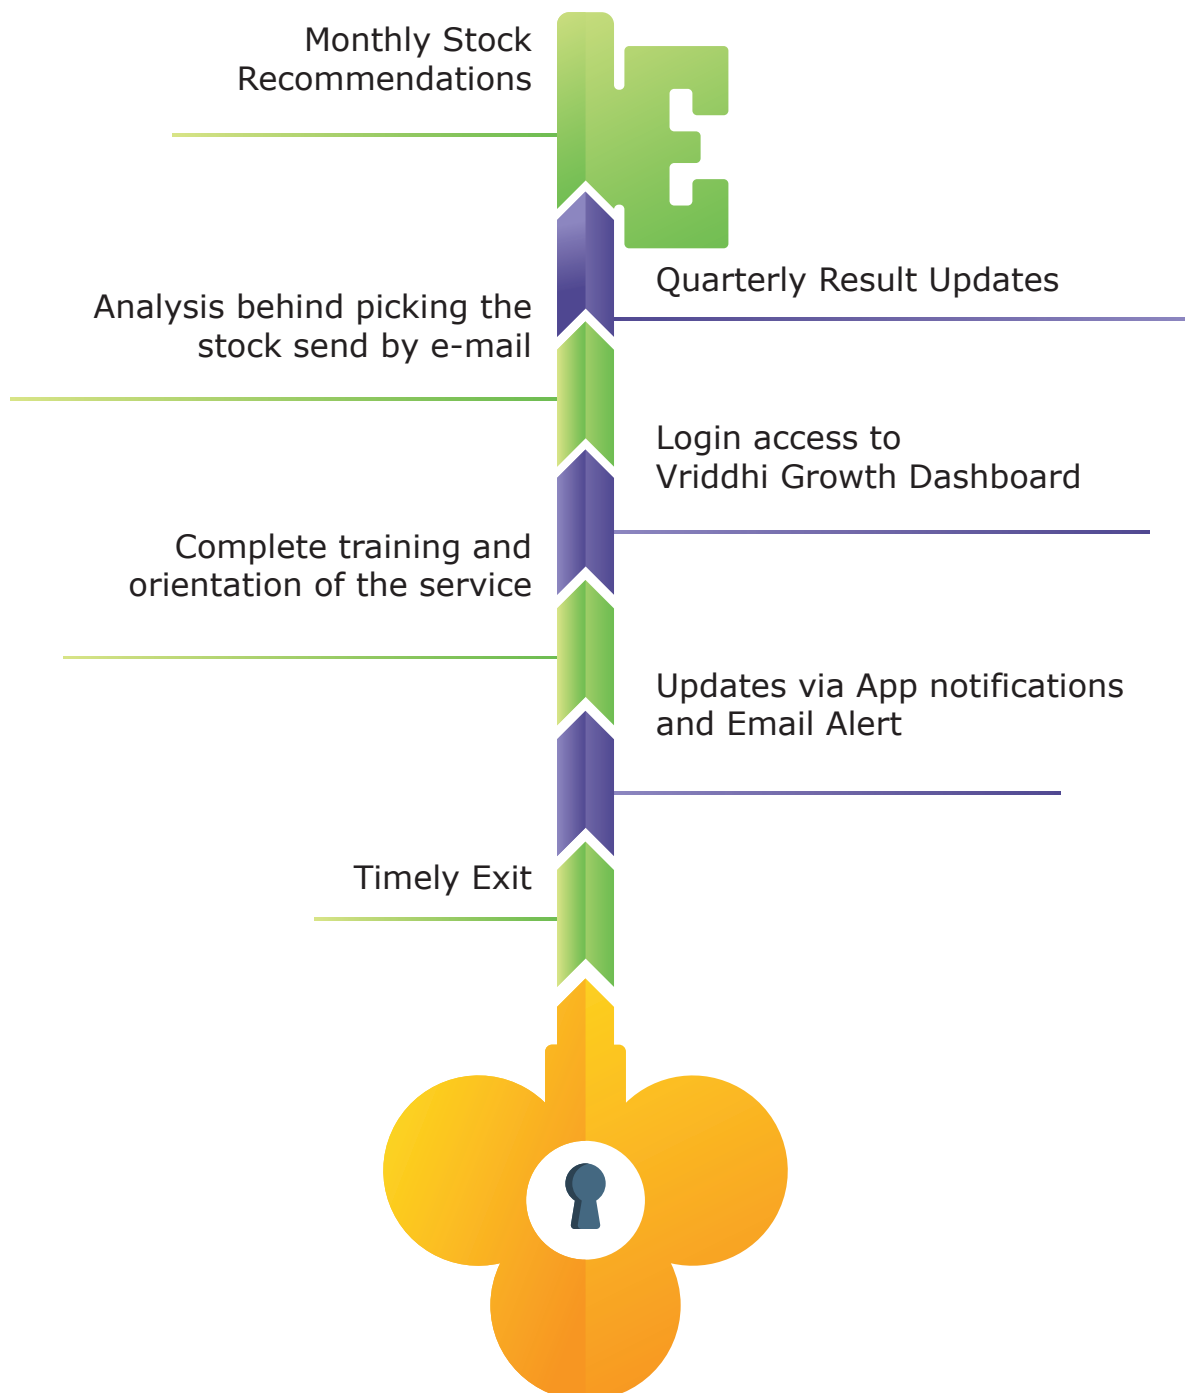 Monthly Stock
Recommendations
Quarterly Result Updates
Analysis behind picking the
stock send by e-mail
Login access to
Vriddhi Growth Dashboard
Complete training and
orientation of the service
Updates via App notifications
and Email Alert
Timely Exit